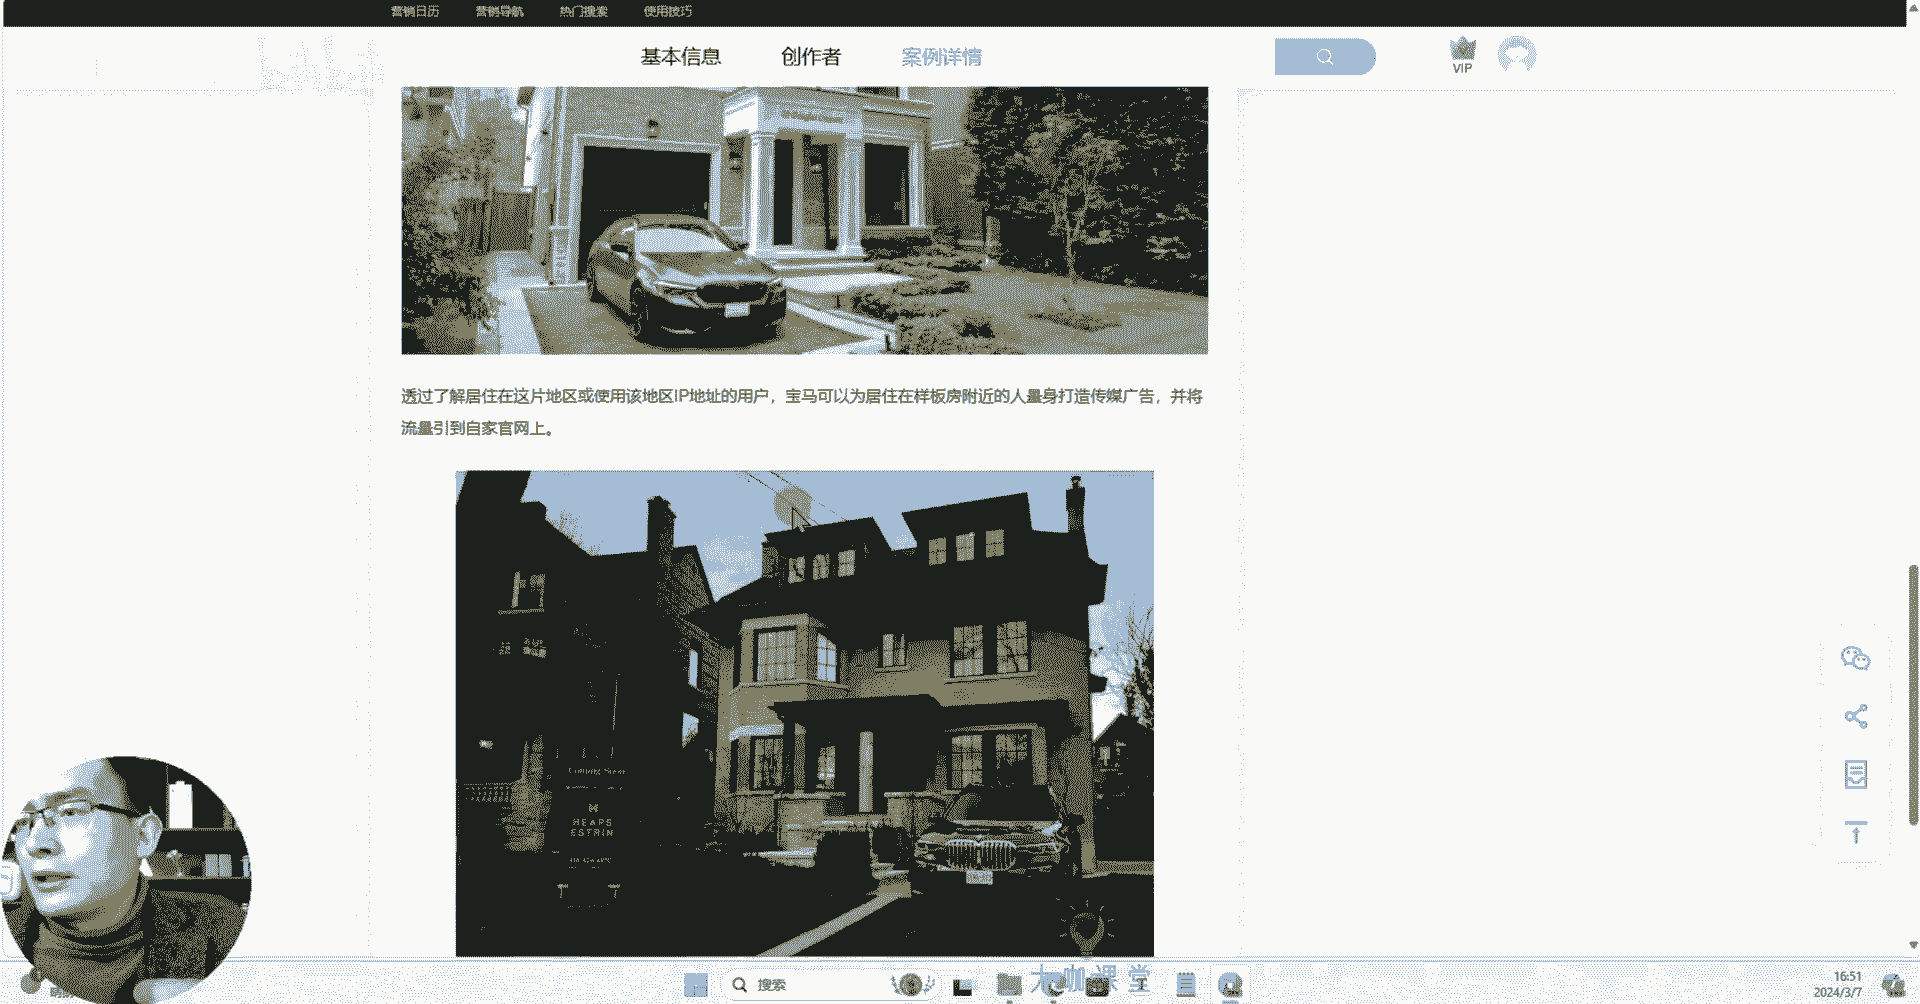 营销日历 营销导航 热门搜索 使用技巧
基本信息 创作者 案例详情
VIP
透过了解居住在这片地区或使用该地区IP地址的用户，宝马可以为居住在样板房附近的人量身打造传媒广告，并将
流量引到自家官网上。
Coming Soon
HEAPS
ESTRIN
搜索
大咖课堂
16:51
2024/3/7